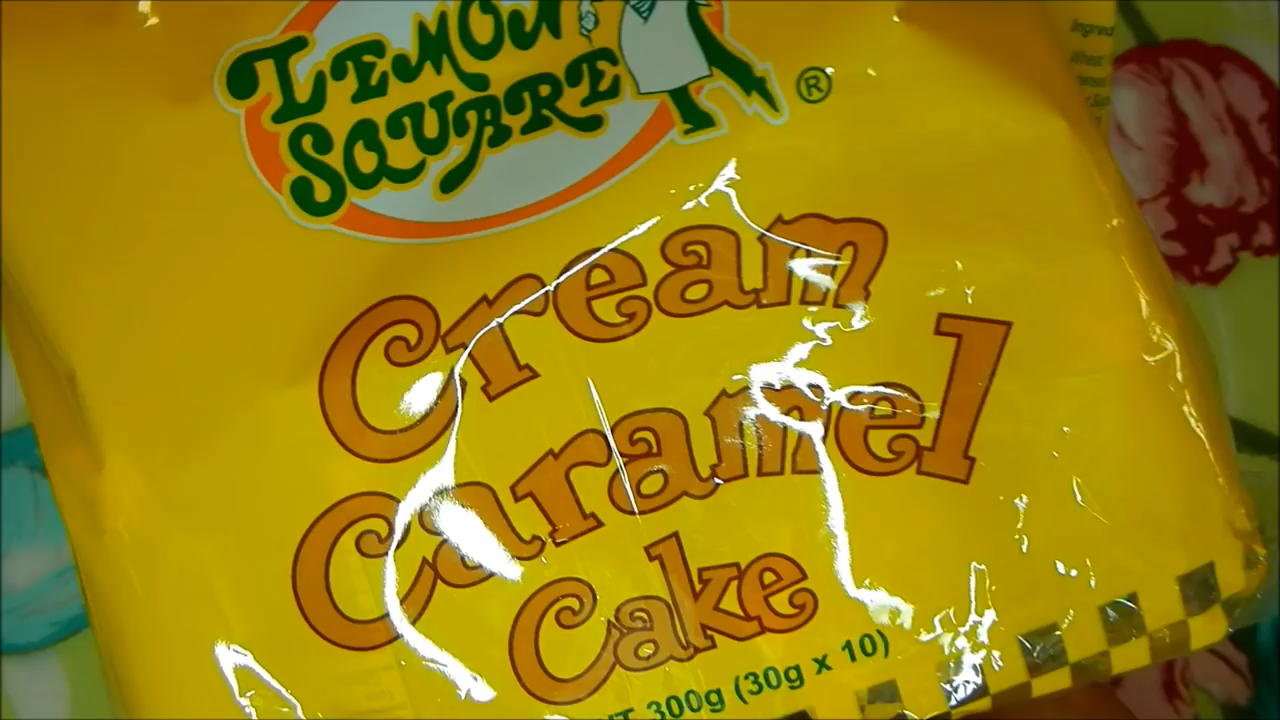 LEMON
SQUARE ®
Cream
Caramel
Cake
300g (30g x 10)